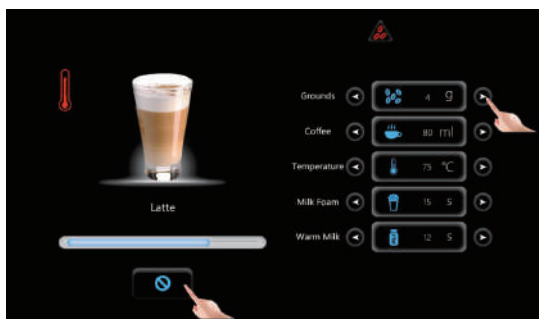 Grounds 4 g
Coffee 80 ml
Temperature 75 °C
Milk Foam 15 S
Warm Milk 12 S
Latte